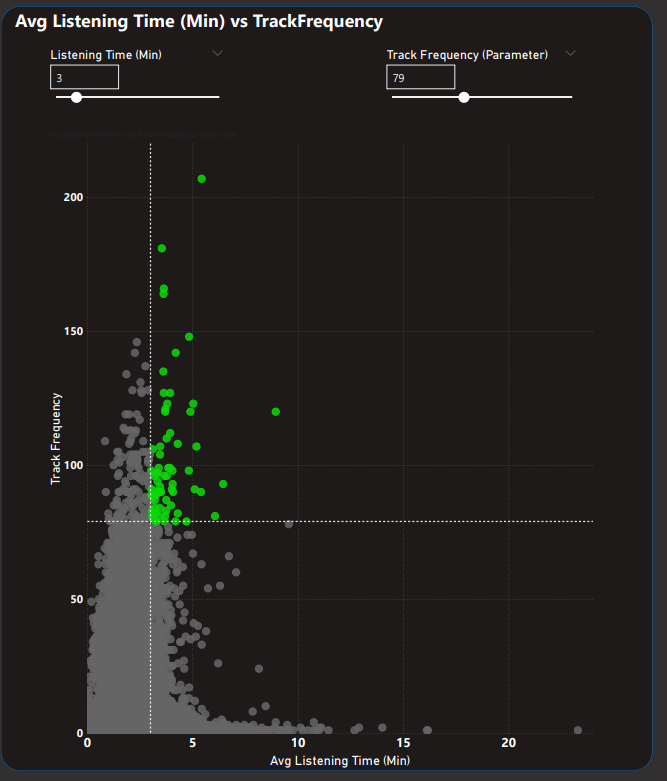 Avg Listening Time (Min) vs TrackFrequency
Listening Time (Min) Track Frequency (Parameter)
3 79
200
150
100
50
0
Track Frequency
0 5 10 15 20
Avg Listening Time (Min)